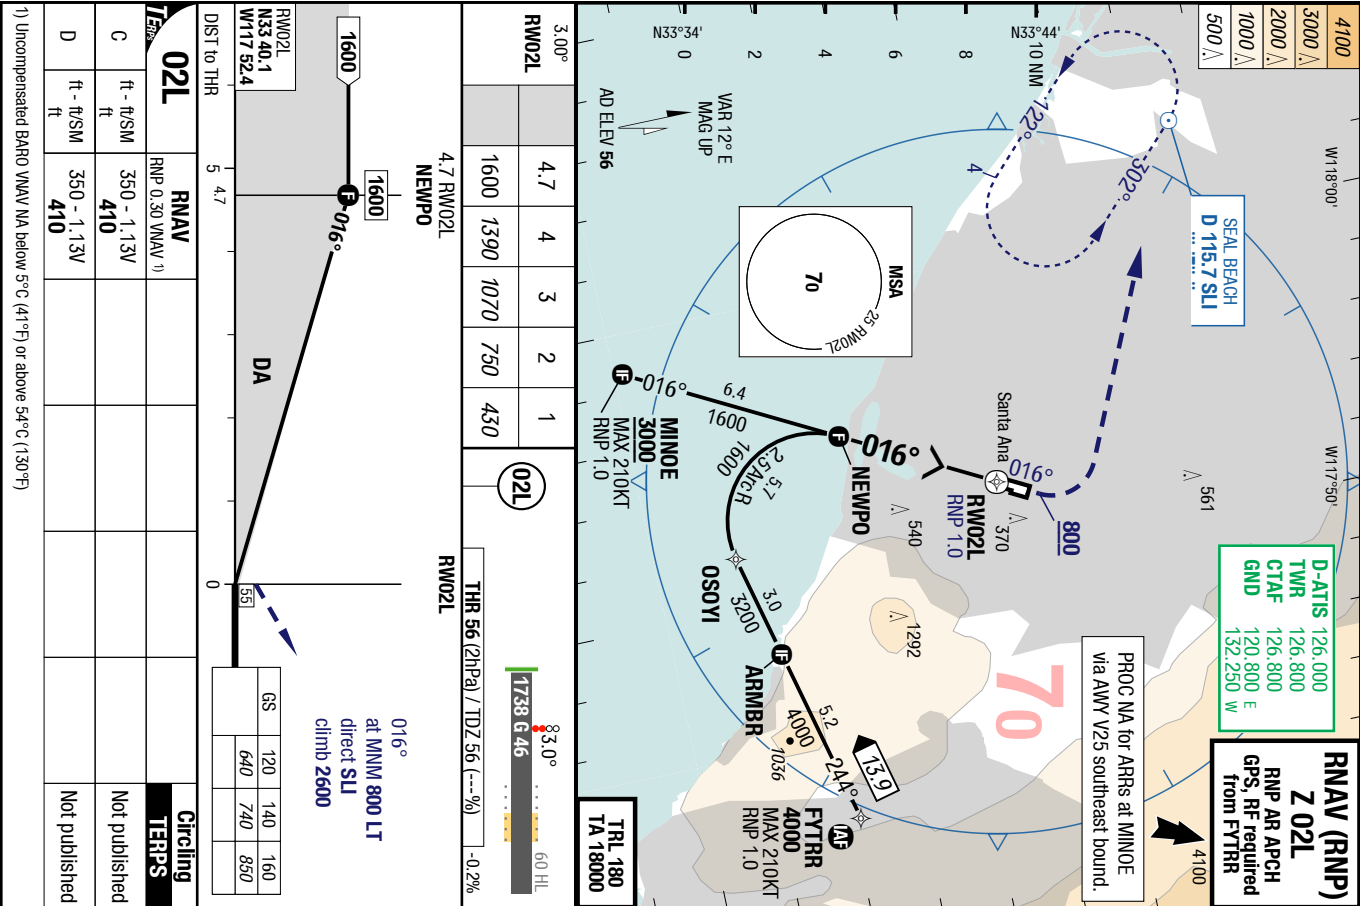 RNAV (RNP)
Z 02L
RNP AR APCH
GPS, RF required
from FYTRR
D-ATIS 126.000
TWR 126.800
CTAF 126.800
GND 120.800 E
132.250 W
PROC NA for ARRs at MINOE
via AWY V25 southeast bound.
4100
3000
2000
1000
500
4100
W118°00'
W117°50'
SEAL BEACH
D 115.7 SLI
N33°44'
N33°34'
10 NM
8
6
4
2
0
122°
302°
4
561
800
370
016°
Santa Ana
RW02L
RNP 1.0
540
1292
70
MSA
70
25 RW02L
VAR 12° E
MAG UP
AD ELEV 56
016°
F
NEWPO
6.4
1600
016°
IF
MINOE
3000
MAX 210KT
RNP 1.0
5.7
2.5 Arc R
1600
OSOYI
3.0
3200
IF
ARMBR
5.2
4000
1036
244°
13.9
IAF
FYTRR
4000
MAX 210KT
RNP 1.0
TRL 180
TA 18000
3.00° 4.7 4 3 2 1
RW02L 1600 1390 1070 750 430
02L
3.0°
1738 G 46
60 HL
THR 56 (2hPa) / TDZ 56 (---%) -0.2%
4.7 RW02L
NEWPO
RW02L
1600
1600
F
016°
DA
55
016°
at MNM 800 LT
direct SLI
climb 2600
RW02L
N33 40.1
W117 52.4
DIST to THR 5 4.7 0
GS 120 140 160
640 740 850
TERPS
02L
RNAV
RNP 0.30 VNAV 1)
Circling
TERPS
C ft - ft/SM
ft
350 - 1.13V
410
Not published
D ft - ft/SM
ft
350 - 1.13V
410
Not published
1) Uncompensated BARO VNAV NA below 5°C (41°F) or above 54°C (130°F)